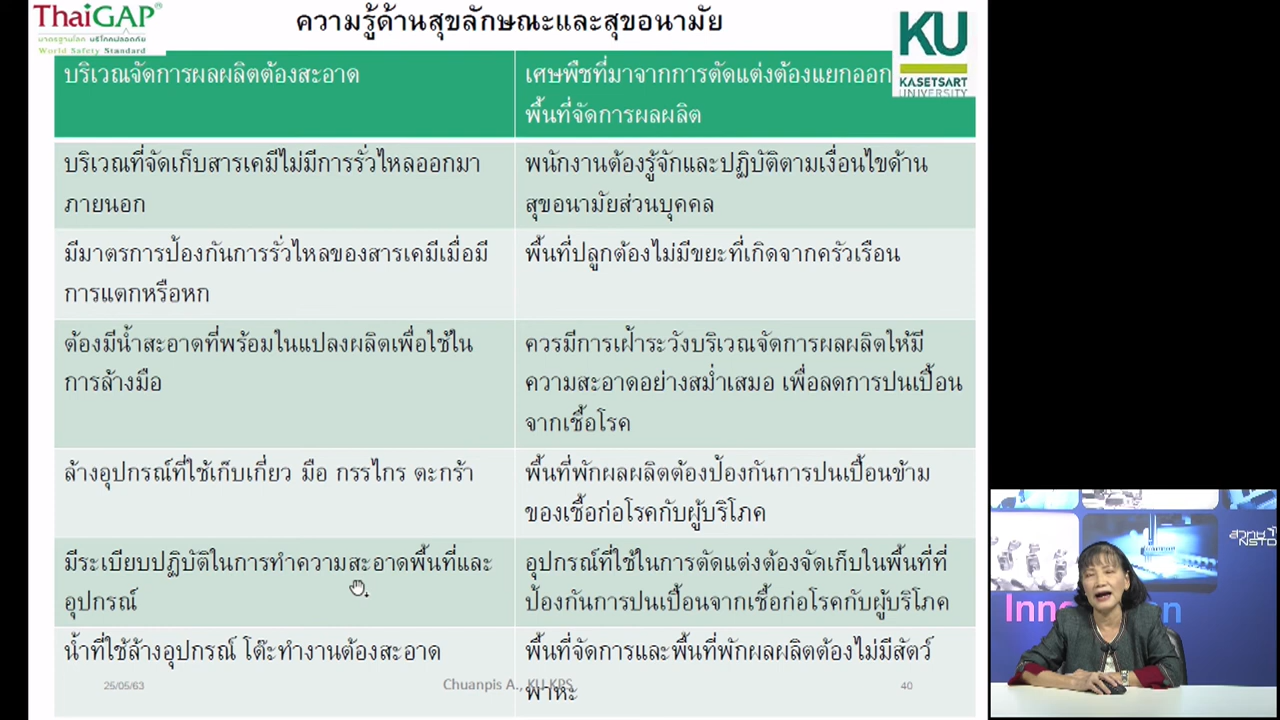 ThaiGAP®
มาตรฐานโลก บริโภคปลอดภัย
World Safety Standard
ความรู้ด้านสุขลักษณะและสุขอนามัย
KU
KASETSART
UNIVERSITY
บริเวณจัดการผลผลิตต้องสะอาด
เศษพืชที่มาจากการตัดแต่งต้องแยกออก
พื้นที่จัดการผลผลิต
บริเวณที่จัดเก็บสารเคมีไม่มีการรั่วไหลออกมา
ภายนอก
พนักงานต้องรู้จักและปฏิบัติตามเงื่อนไขด้าน
สุขอนามัยส่วนบุคคล
มีมาตรการป้องกันการรั่วไหลของสารเคมีเมื่อมี
การแตกหรือหก
พื้นที่ปลูกต้องไม่มีขยะที่เกิดจากครัวเรือน
ต้องมีน้ำสะอาดที่พร้อมในแปลงผลิตเพื่อใช้ใน
การล้างมือ
ควรมีการเฝ้าระวังบริเวณจัดการผลผลิตให้มี
ความสะอาดอย่างสม่ำเสมอ เพื่อลดการปนเปื้อน
จากเชื้อโรค
ล้างอุปกรณ์ที่ใช้เก็บเกี่ยว มือ กรรไกร ตะกร้า
พื้นที่พักผลผลิตต้องป้องกันการปนเปื้อนข้าม
ของเชื้อก่อโรคกับผู้บริโภค
มีระเบียบปฏิบัติในการทำความสะอาดพื้นที่และ
อุปกรณ์
อุปกรณ์ที่ใช้ในการตัดแต่งต้องจัดเก็บในพื้นที่ที่
ป้องกันการปนเปื้อนจากเชื้อก่อโรคกับผู้บริโภค
น้ำที่ใช้ล้างอุปกรณ์ โต๊ะทำงานต้องสะอาด
พื้นที่จัดการและพื้นที่พักผลผลิตต้องไม่มีสัตว์
พาหะ
25/05/63
Chuanpis A., KU KPS
40
สวทช
NSTD